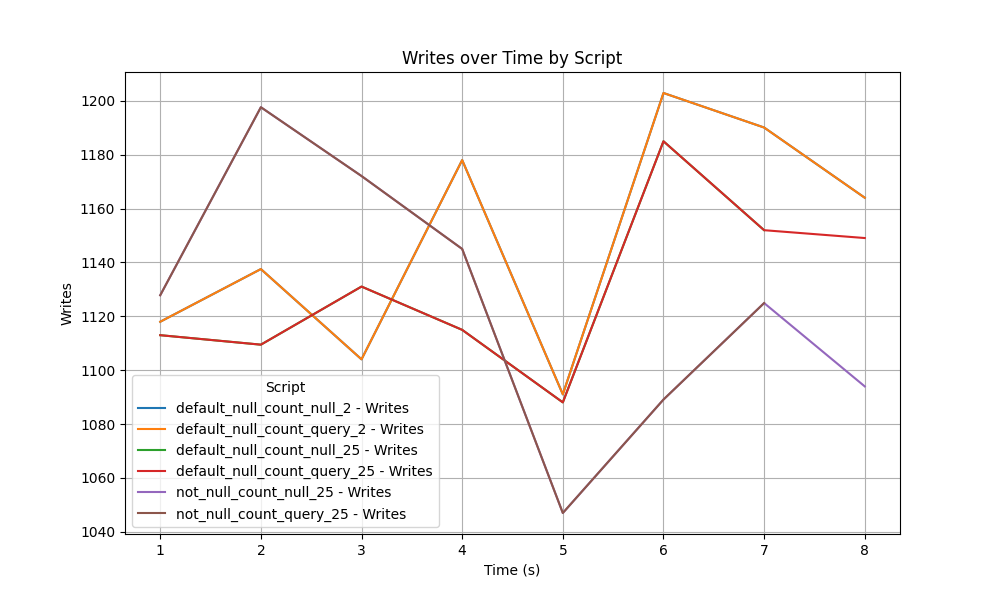 Writes over Time by Script
1200
1180
1160
1140
1120
1100
1080
1060
1040
Writes
Script
default_null_count_null_2 - Writes
default_null_count_query_2 - Writes
default_null_count_null_25 - Writes
default_null_count_query_25 - Writes
not_null_count_null_25 - Writes
not_null_count_query_25 - Writes
1 2 3 4 5 6 7 8
Time (s)